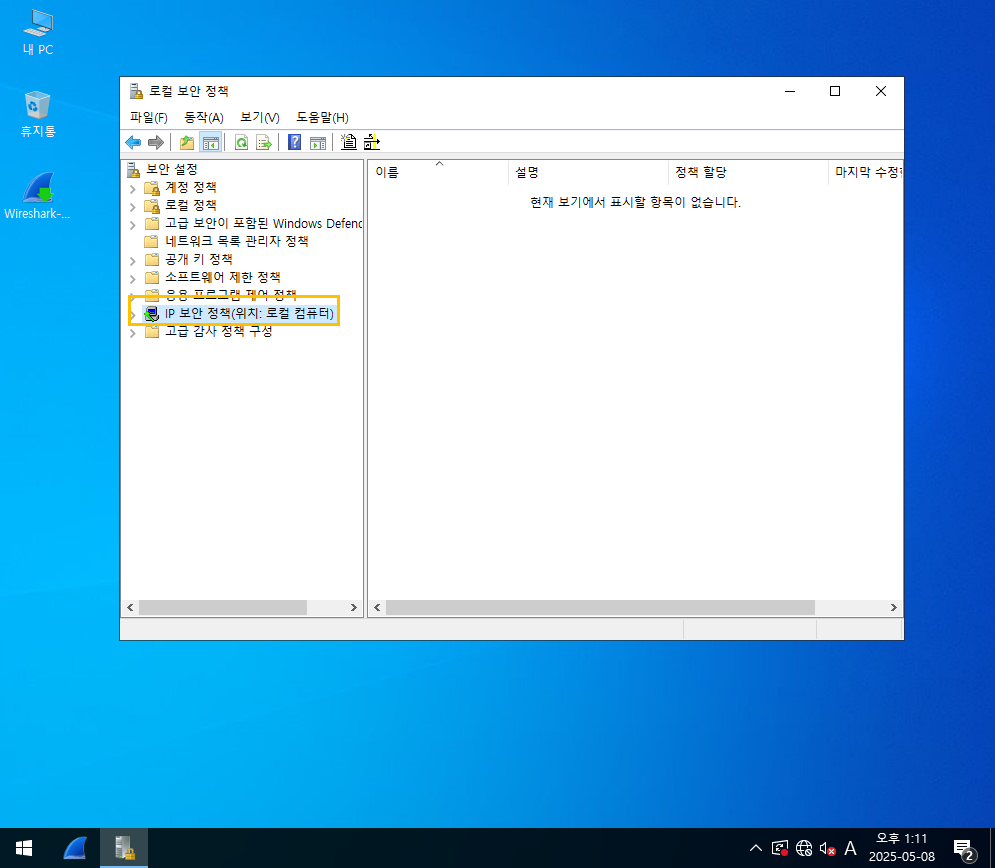 내 PC
휴지통
Wireshark-...
로컬 보안 정책
파일(F) 동작(A) 보기(V) 도움말(H)
보안 설정
계정 정책
로컬 정책
고급 보안이 포함된 Windows Defend
네트워크 목록 관리자 정책
공개 키 정책
소프트웨어 제한 정책
응용 프로그램 제어 정책
IP 보안 정책(위치: 로컬 컴퓨터)
고급 감사 정책 구성
이름 설명 정책 할당 마지막 수정한
현재 보기에서 표시할 항목이 없습니다.
A
오후 1:11
2025-05-08
2